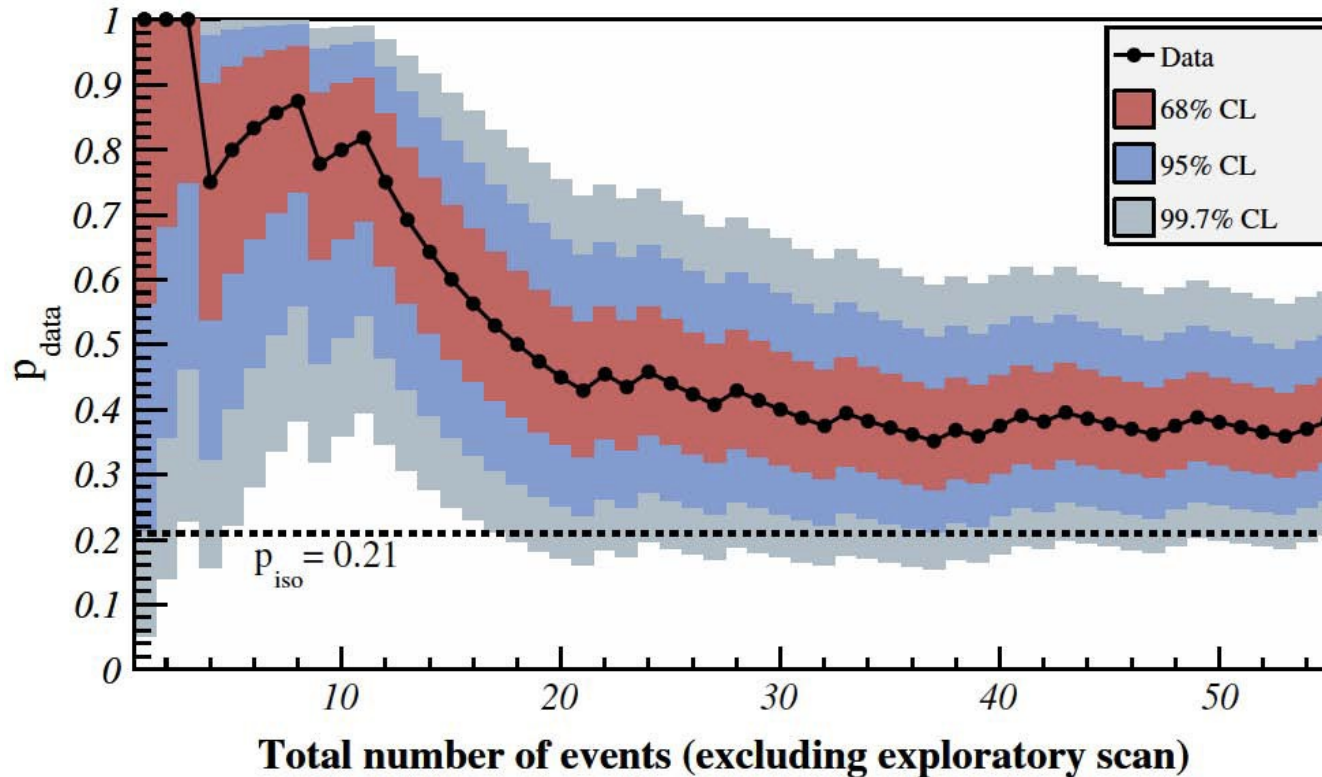 1
0.9
0.8
0.7
0.6
0.5
0.4
0.3
0.2
0.1
0
p_data
Data
68% CL
95% CL
99.7% CL
p_iso = 0.21
10
20
30
40
50
Total number of events (excluding exploratory scan)